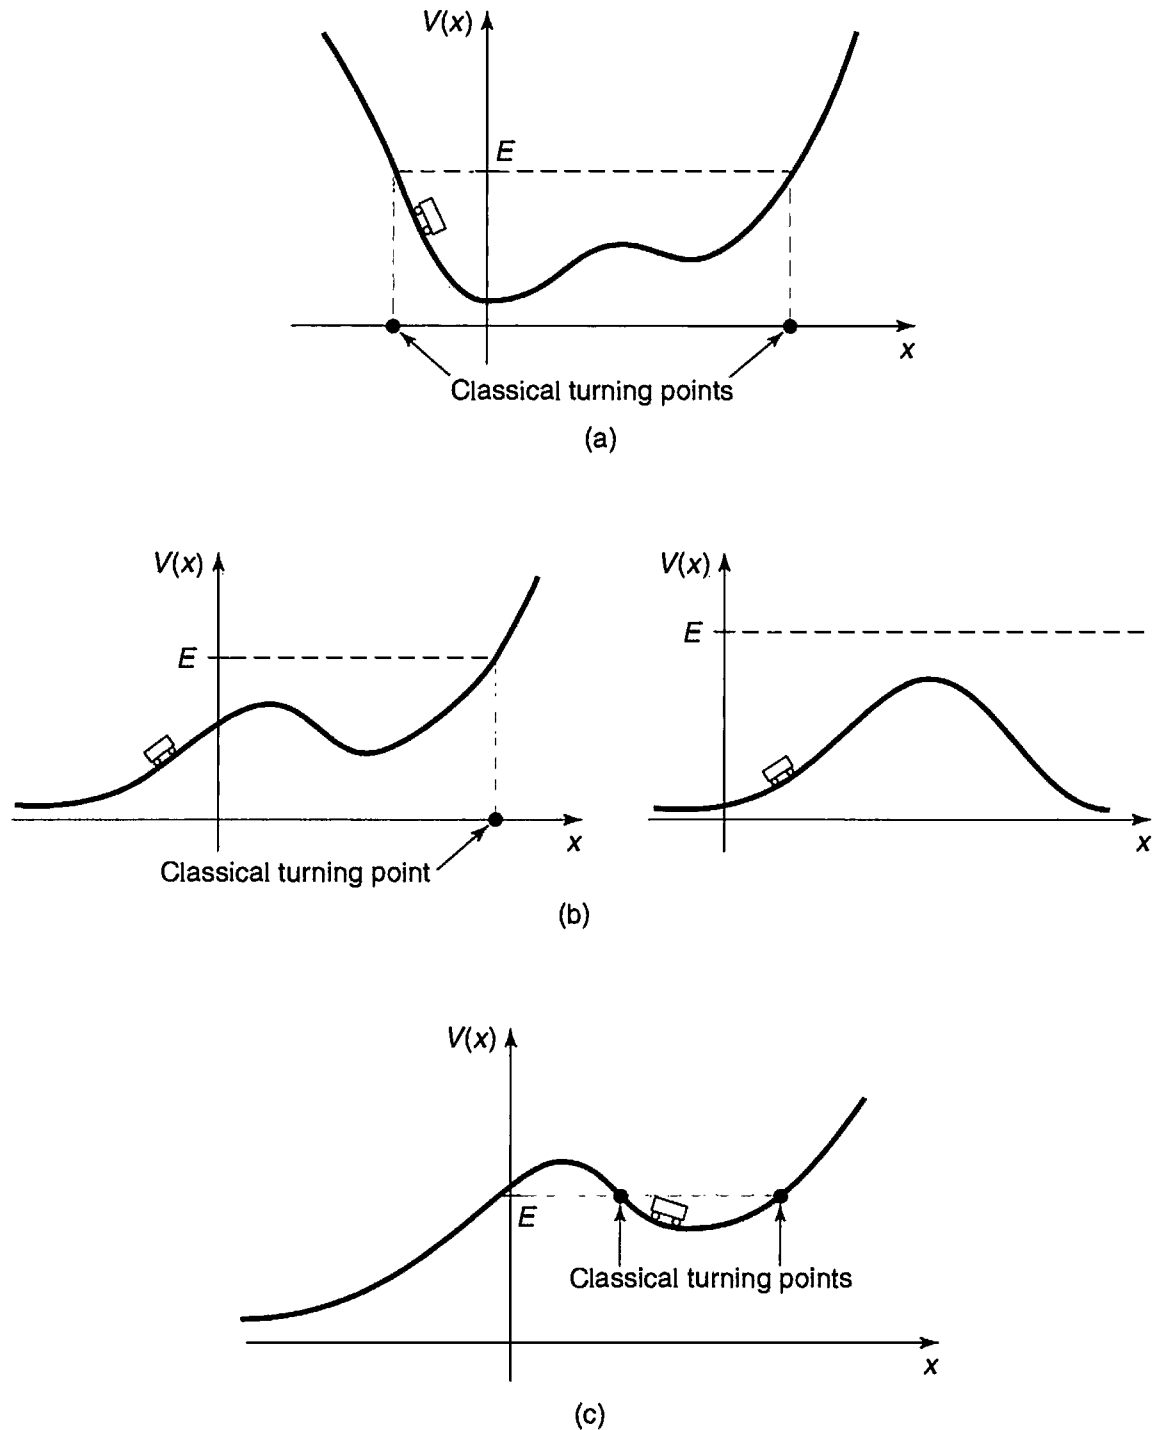 V(x)
E
x
Classical turning points
(a)
V(x)
E
x
Classical turning point
V(x)
E
x
(b)
V(x)
E
Classical turning points
x
(c)